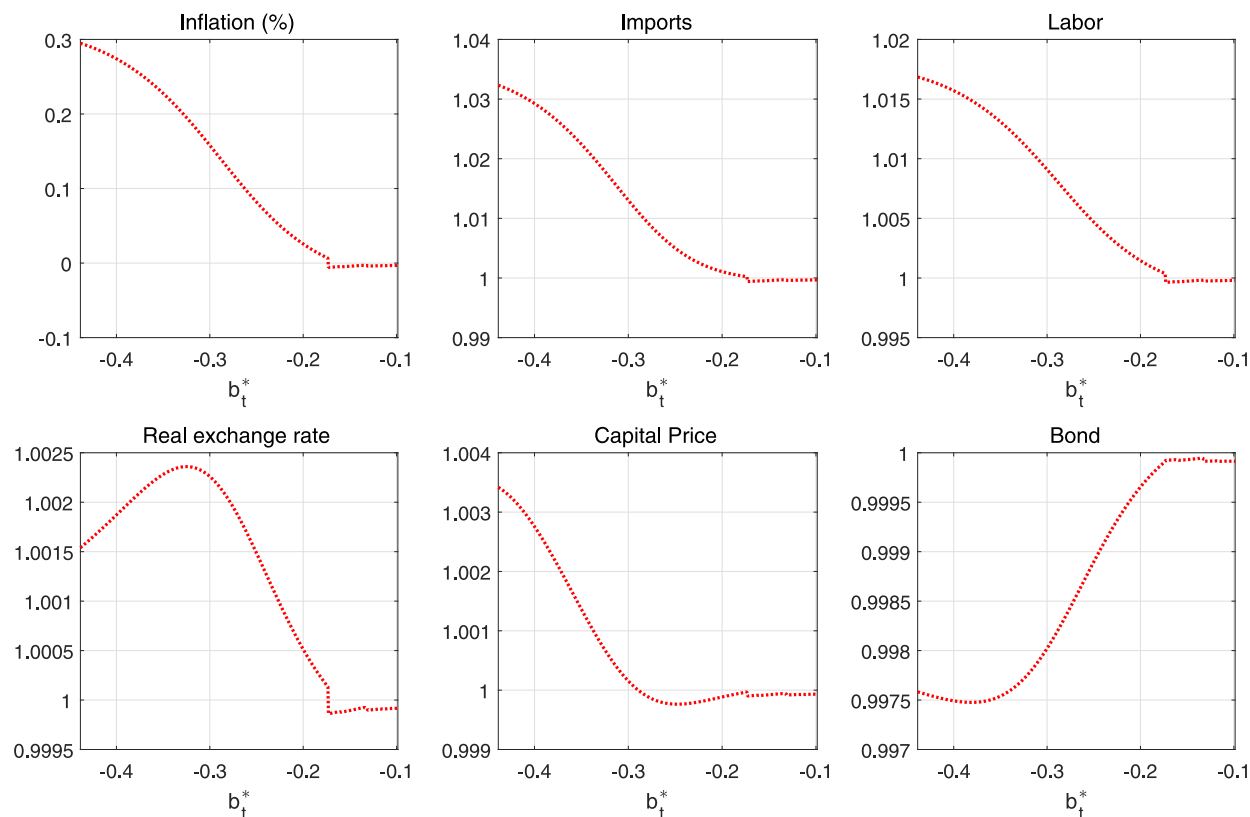 Inflation (%)
0.3
0.2
0.1
0
-0.1
-0.4 -0.3 -0.2 -0.1
b*t
Imports
1.04
1.03
1.02
1.01
1
0.99
-0.4 -0.3 -0.2 -0.1
b*t
Labor
1.02
1.015
1.01
1.005
1
0.995
-0.4 -0.3 -0.2 -0.1
b*t
Real exchange rate
1.0025
1.002
1.0015
1.001
1.0005
1
0.9995
-0.4 -0.3 -0.2 -0.1
b*t
Capital Price
1.004
1.003
1.002
1.001
1
0.999
-0.4 -0.3 -0.2 -0.1
b*t
Bond
1
0.9995
0.999
0.9985
0.998
0.9975
0.997
-0.4 -0.3 -0.2 -0.1
b*t